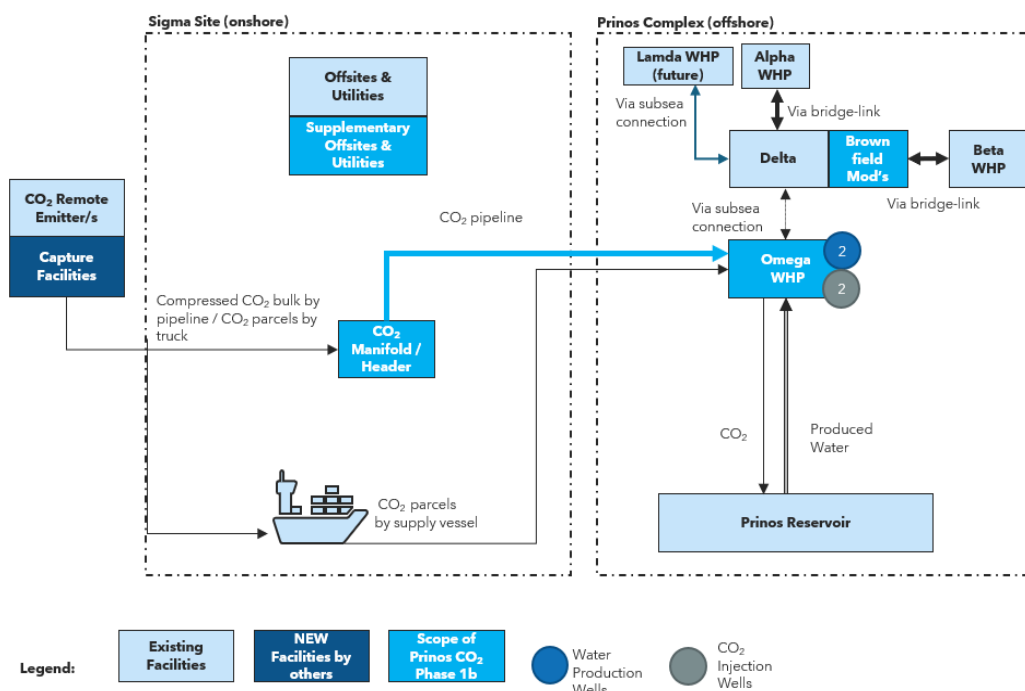 Sigma Site (onshore)
Prinos Complex (offshore)
Offsites &
Utilities
Supplementary
Offsites &
Utilities
Lamda WHP
(future)
Alpha
WHP
Via subsea
connection
Via bridge-link
Delta
Brown
field
Mod's
Beta
WHP
Via bridge-link
CO₂ Remote
Emitter/s
Capture
Facilities
CO₂ pipeline
Via subsea
connection
Omega
WHP
2
2
Compressed CO₂ bulk by
pipeline / CO₂ parcels by
truck
CO₂
Manifold /
Header
CO₂
Produced
Water
CO₂ parcels
by supply vessel
Prinos Reservoir
Legend:
Existing
Facilities
NEW
Facilities by
others
Scope of
Prinos CO₂
Phase 1b
Water
Production
Wells
CO₂
Injection
Wells